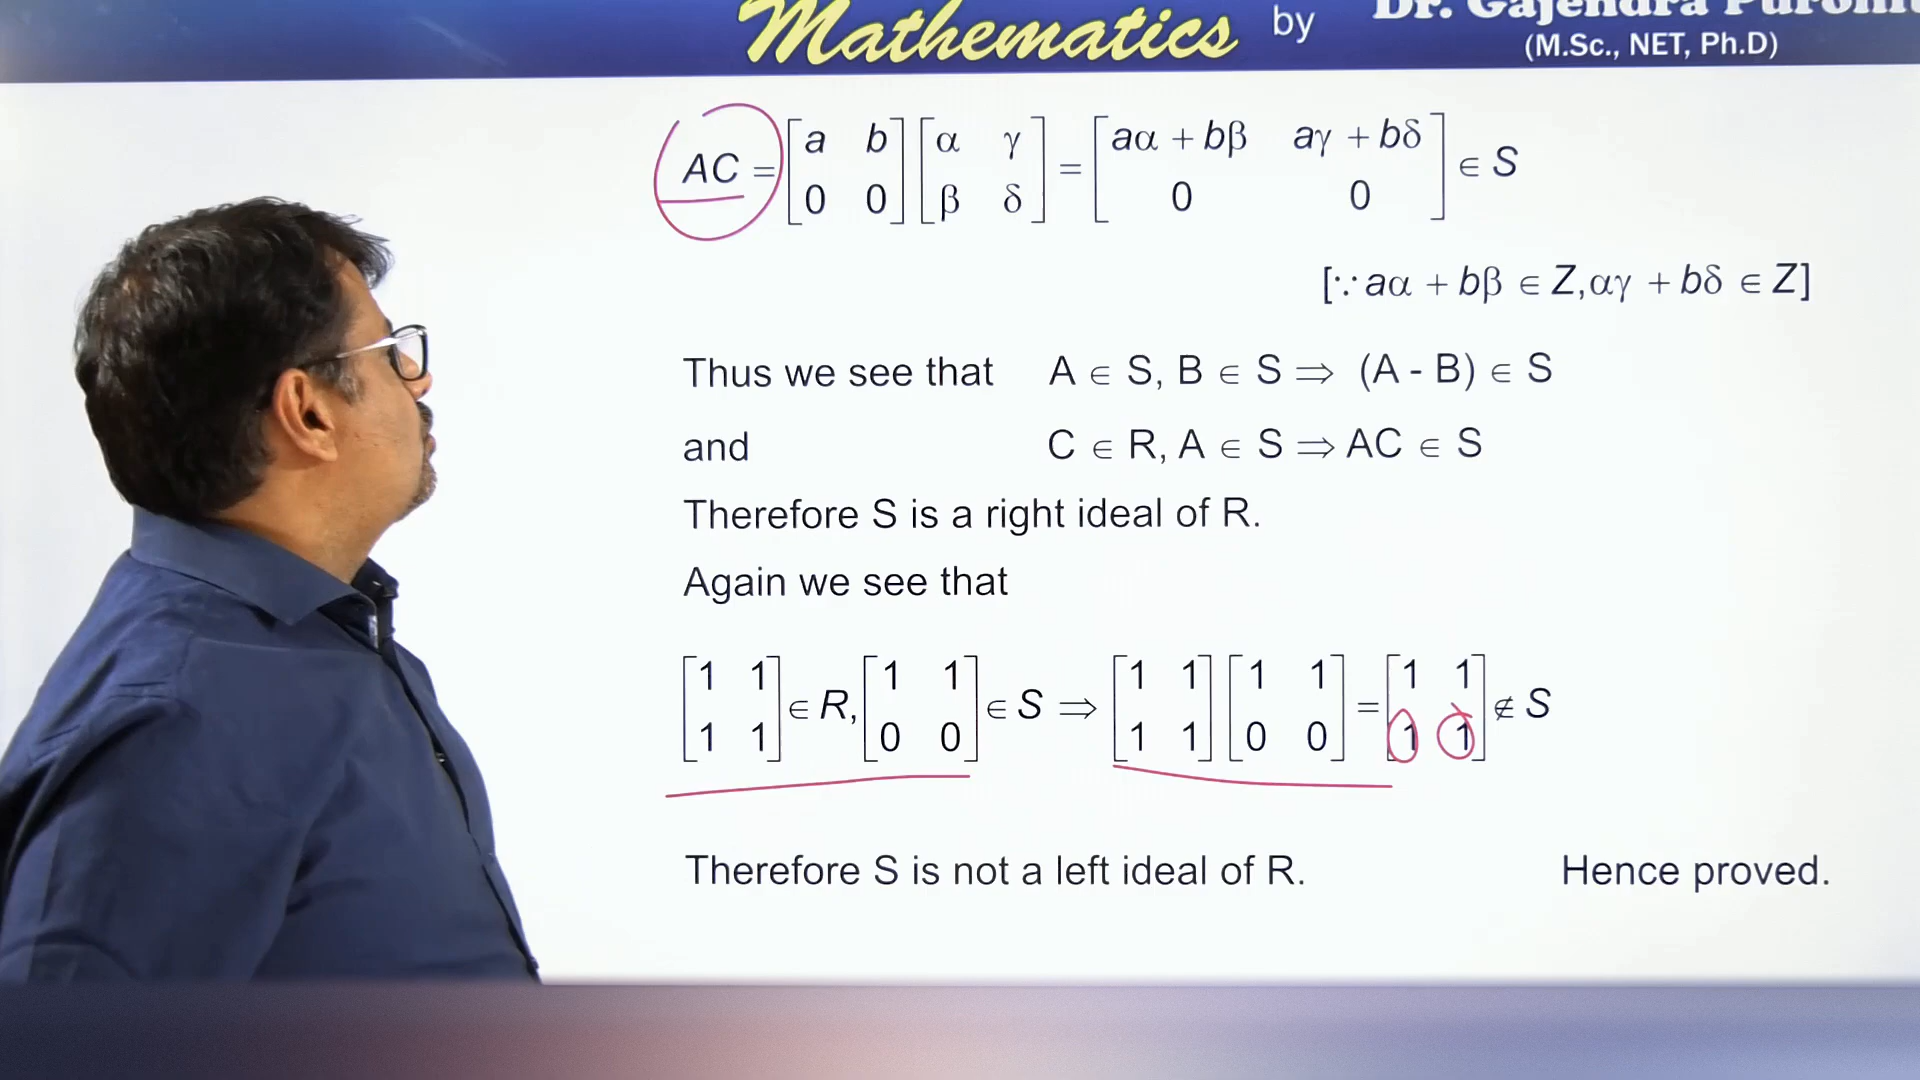 Mathematics by Dr. Gajendra Purohit
(M.Sc., NET, Ph.D)
AC = [a b; 0 0] [α γ; β δ] = [aα + bβ aγ + bδ; 0 0] ∈ S
[∵ aα + bβ ∈ Z, αγ + bδ ∈ Z]
Thus we see that A ∈ S, B ∈ S ⇒ (A - B) ∈ S
and C ∈ R, A ∈ S ⇒ AC ∈ S
Therefore S is a right ideal of R.
Again we see that
[1 1; 1 1] ∈ R, [1 1; 0 0] ∈ S ⇒ [1 1; 1 1] [1 1; 0 0] = [1 1; 1 1] ∉ S
Therefore S is not a left ideal of R. Hence proved.